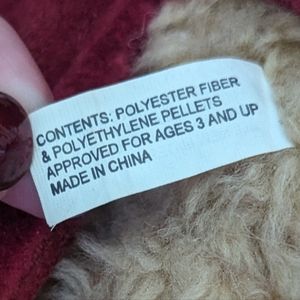 CONTENTS: POLYESTER FIBER
& POLYETHYLENE PELLETS
APPROVED FOR AGES 3 AND UP
MADE IN CHINA